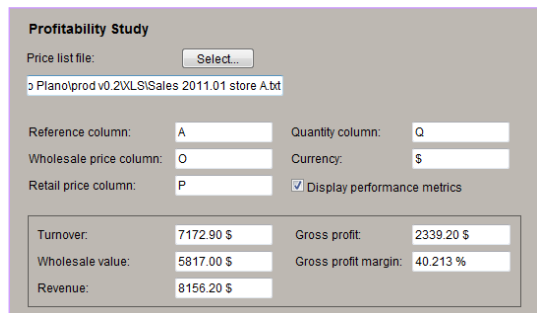 Profitability Study
Price list file: Select...
o Plano\prod v0.2\XLS\Sales 2011.01 store A.txt
Reference column: A Quantity column: Q
Wholesale price column: O Currency: $
Retail price column: P Display performance metrics
Turnover: 7172.90 $ Gross profit: 2339.20 $
Wholesale value: 5817.00 $ Gross profit margin: 40.213 %
Revenue: 8156.20 $